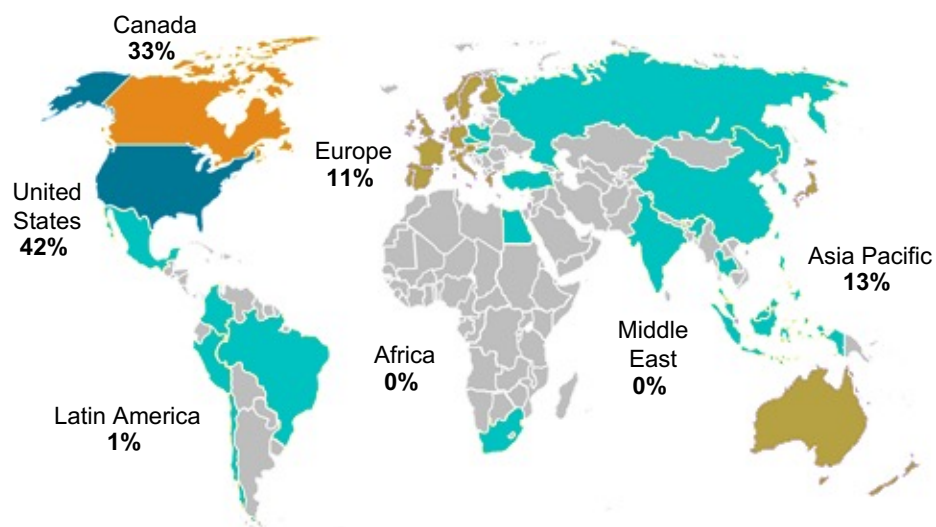 Canada
33%
United
States
42%
Europe
11%
Asia Pacific
13%
Africa
0%
Middle
East
0%
Latin America
1%